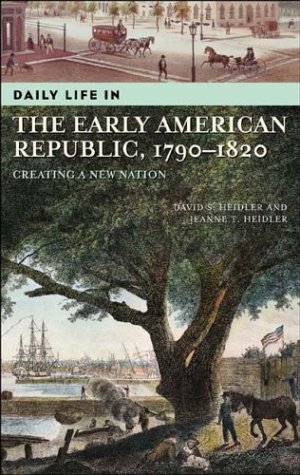 DAILY LIFE IN
THE EARLY AMERICAN
REPUBLIC, 1790–1820
CREATING A NEW NATION
DAVID S. HEIDLER AND
JEANNE T. HEIDLER